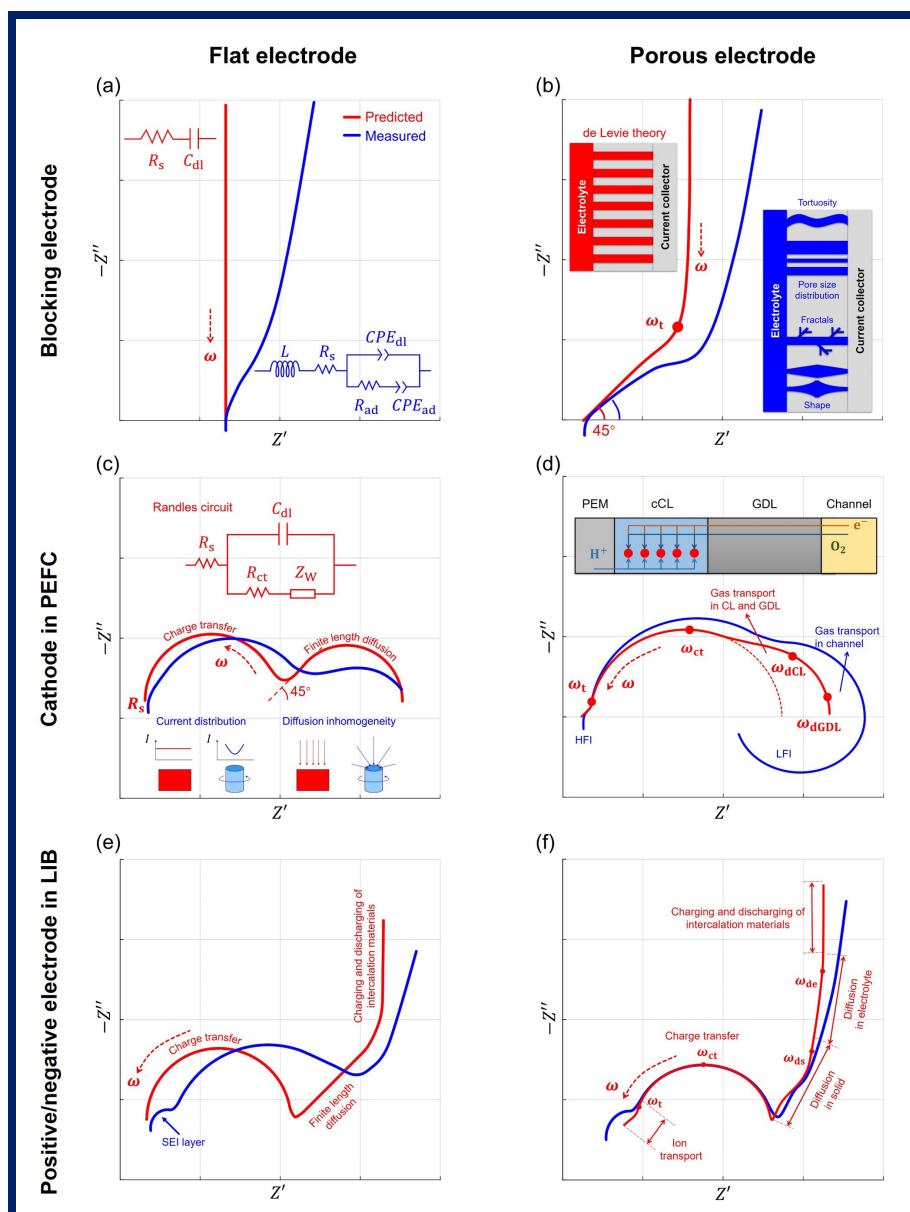 Flat electrode
Porous electrode
Blocking electrode
(a)
Predicted
Measured
R_s
C_dl
ω
L
R_s
CPE_dl
R_ad
CPE_ad
−Z′′
Z′
(b)
de Levie theory
Electrolyte
Current collector
ω
ω_t
45°
Tortuosity
Pore size
distribution
Fractals
Shape
Electrolyte
Current collector
−Z′′
Z′
Cathode in PEFC
(c)
Randles circuit
C_dl
R_s
R_ct
Z_W
Charge transfer
Finite length diffusion
ω
45°
R_s
Current distribution
Diffusion inhomogeneity
I
I
−Z′′
Z′
(d)
PEM
cCL
GDL
Channel
e⁻
O₂
H⁺
Gas transport
in CL and GDL
Gas transport
in channel
ω_ct
ω_dCL
ω_dGDL
ω_t
ω
HFI
LFI
−Z′′
Z′
Positive/negative electrode in LIB
(e)
Charging and discharging of
intercalation materials
Charge transfer
ω
Finite length
diffusion
SEI layer
−Z′′
Z′
(f)
Charging and discharging of
intercalation materials
ω_de
Diffusion
in electrolyte
ω_ds
Diffusion
in solid
Charge transfer
ω_ct
ω
ω_t
Ion
transport
−Z′′
Z′